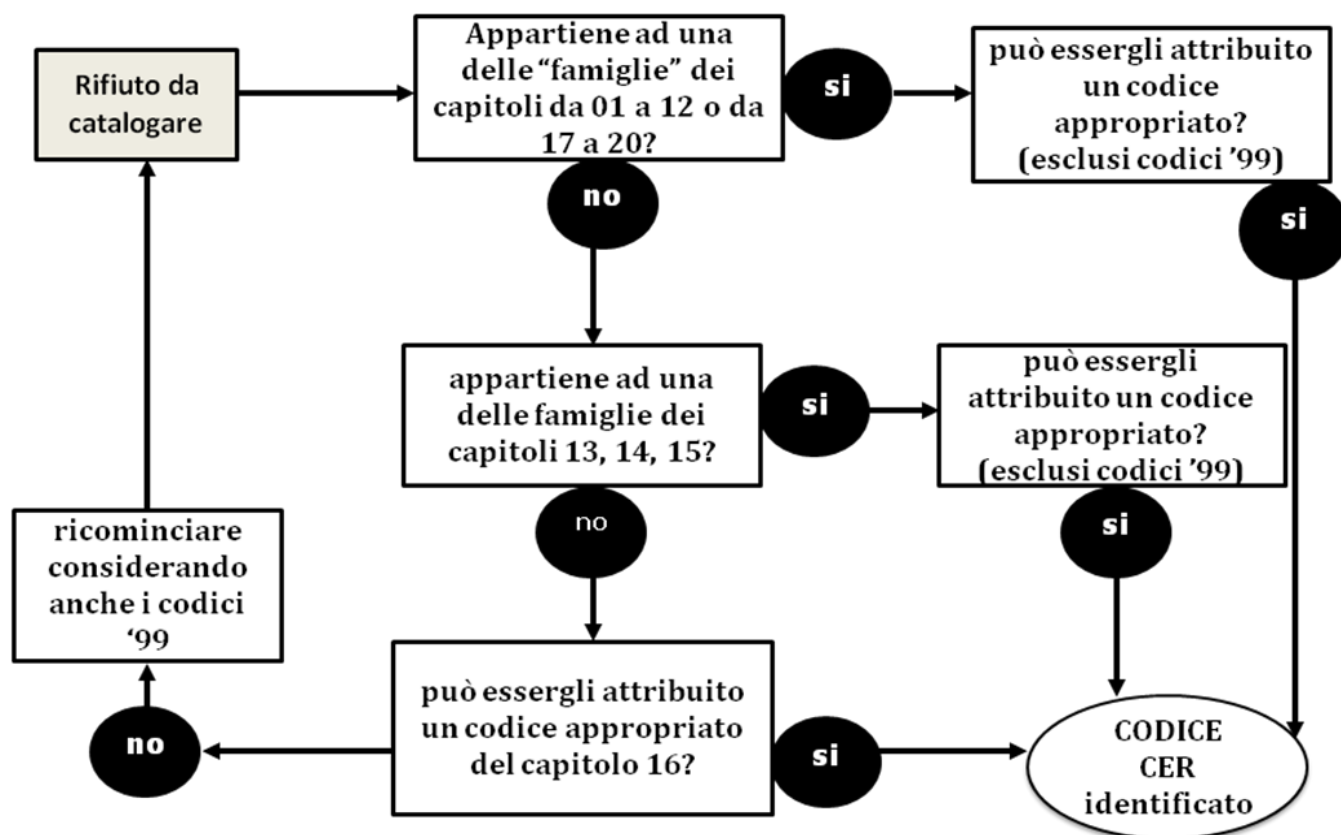 Rifiuto da
catalogare
Appartiene ad una
delle “famiglie” dei
capitoli da 01 a 12 o da
17 a 20?
si
può essergli attribuito
un codice
appropriato?
(esclusi codici ’99)
no
si
appartiene ad una
delle famiglie dei
capitoli 13, 14, 15?
si
può essergli
attribuito un codice
appropriato?
(esclusi codici ’99)
no
si
ricominciare
considerando
anche i codici
‘99
può essergli attribuito
un codice appropriato
del capitolo 16?
no
si
CODICE
CER
identificato